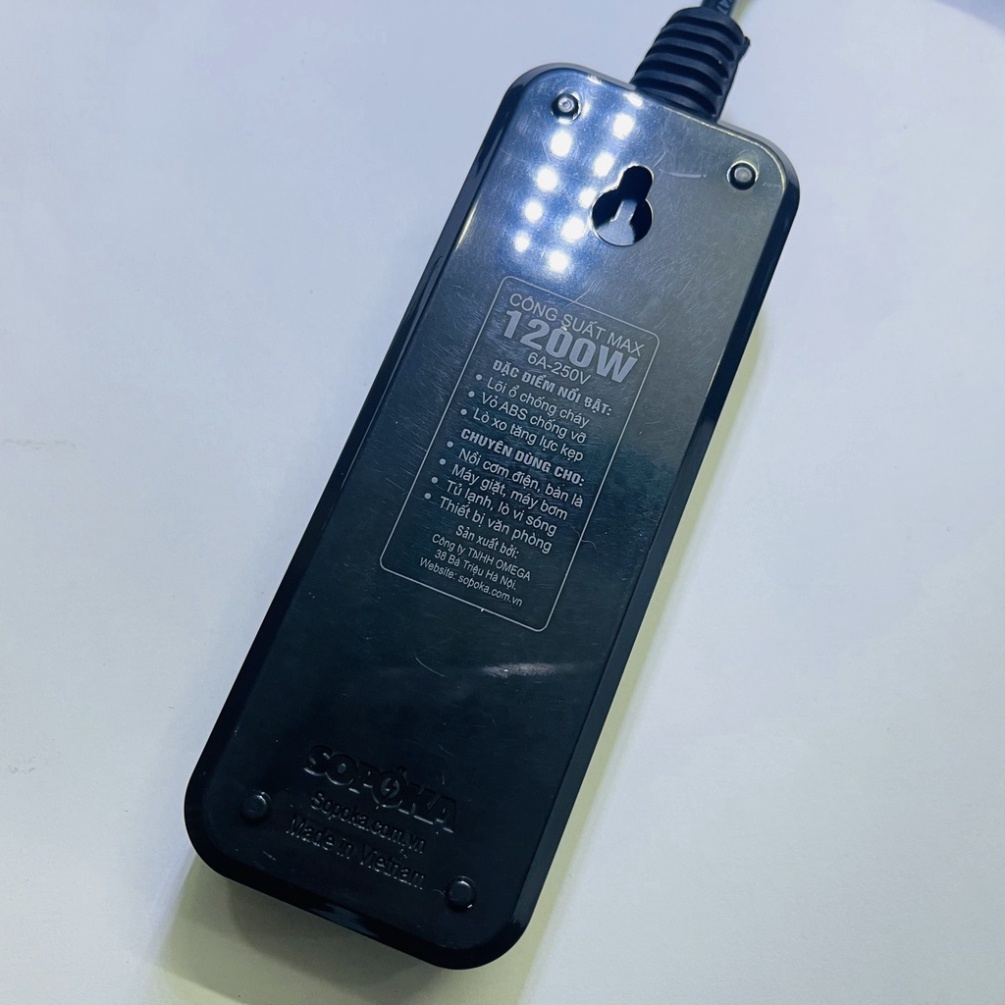 CÔNG SUẤT MAX
1200W
6A-250V
ĐẶC ĐIỂM NỔI BẬT:
• Lõi ổ chống cháy
• Vỏ ABS chống vỡ
• Lò xo tăng lực kẹp
CHUYÊN DÙNG CHO:
• Nồi cơm điện, bàn là
• Máy giặt, máy bơm
• Tủ lạnh, lò vi sóng
• Thiết bị văn phòng
Sản xuất bởi:
Công ty TNHH OMEGA
38 Bà Triệu Hà Nội.
Website: sopoka.com.vn
SOPOKA
Sopoka.com.vn
Made in Vietnam